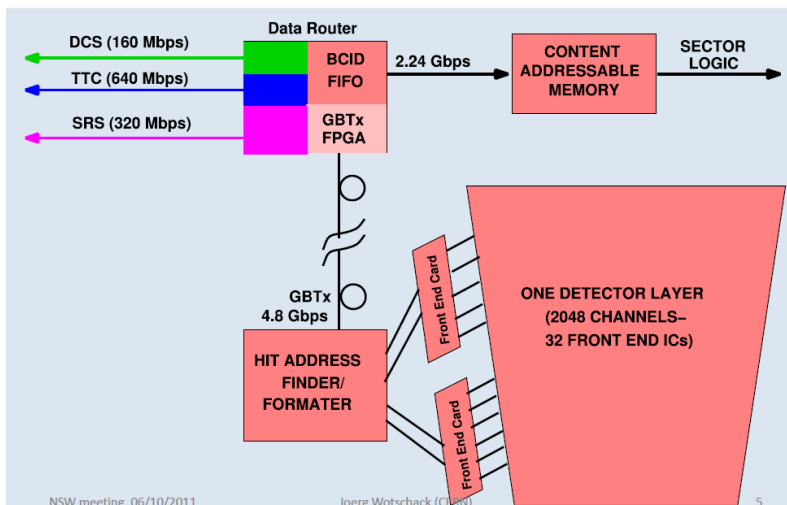 Data Router
DCS (160 Mbps)
TTC (640 Mbps)
SRS (320 Mbps)
BCID
FIFO
GBTx
FPGA
2.24 Gbps
CONTENT
ADDRESSABLE
MEMORY
SECTOR
LOGIC
GBTx
4.8 Gbps
HIT ADDRESS
FINDER/
FORMATER
Front End Card
Front End Card
ONE DETECTOR LAYER
(2048 CHANNELS–
32 FRONT END ICs)
NSW meeting, 06/10/2011
Joerg Wotschack (CERN)
5